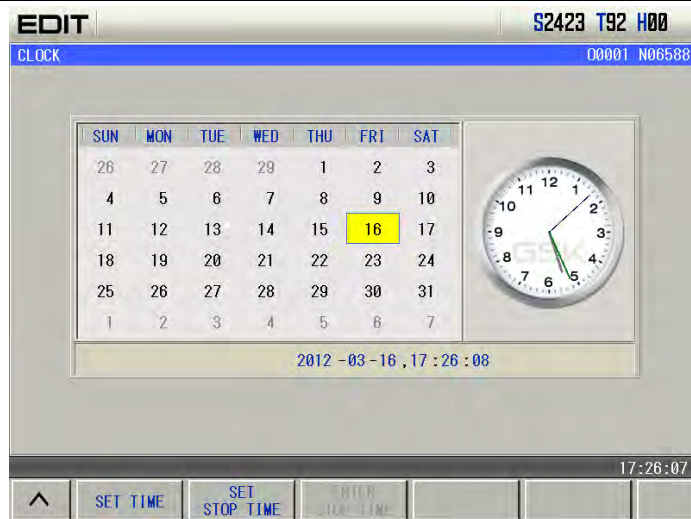 EDIT S2423 T92 H00
CLOCK O0001 N06588
SUN MON TUE WED THU FRI SAT
26 27 28 29 1 2 3
4 5 6 7 8 9 10
11 12 13 14 15 16 17
18 19 20 21 22 23 24
25 26 27 28 29 30 31
1 2 3 4 5 6 7
12
11 1
10 2
9 3
GSK
8 4
7 5
6
2012-03-16,17:26:08
17:26:07
SET TIME
SET
STOP TIME
ENTER
STOP TIME